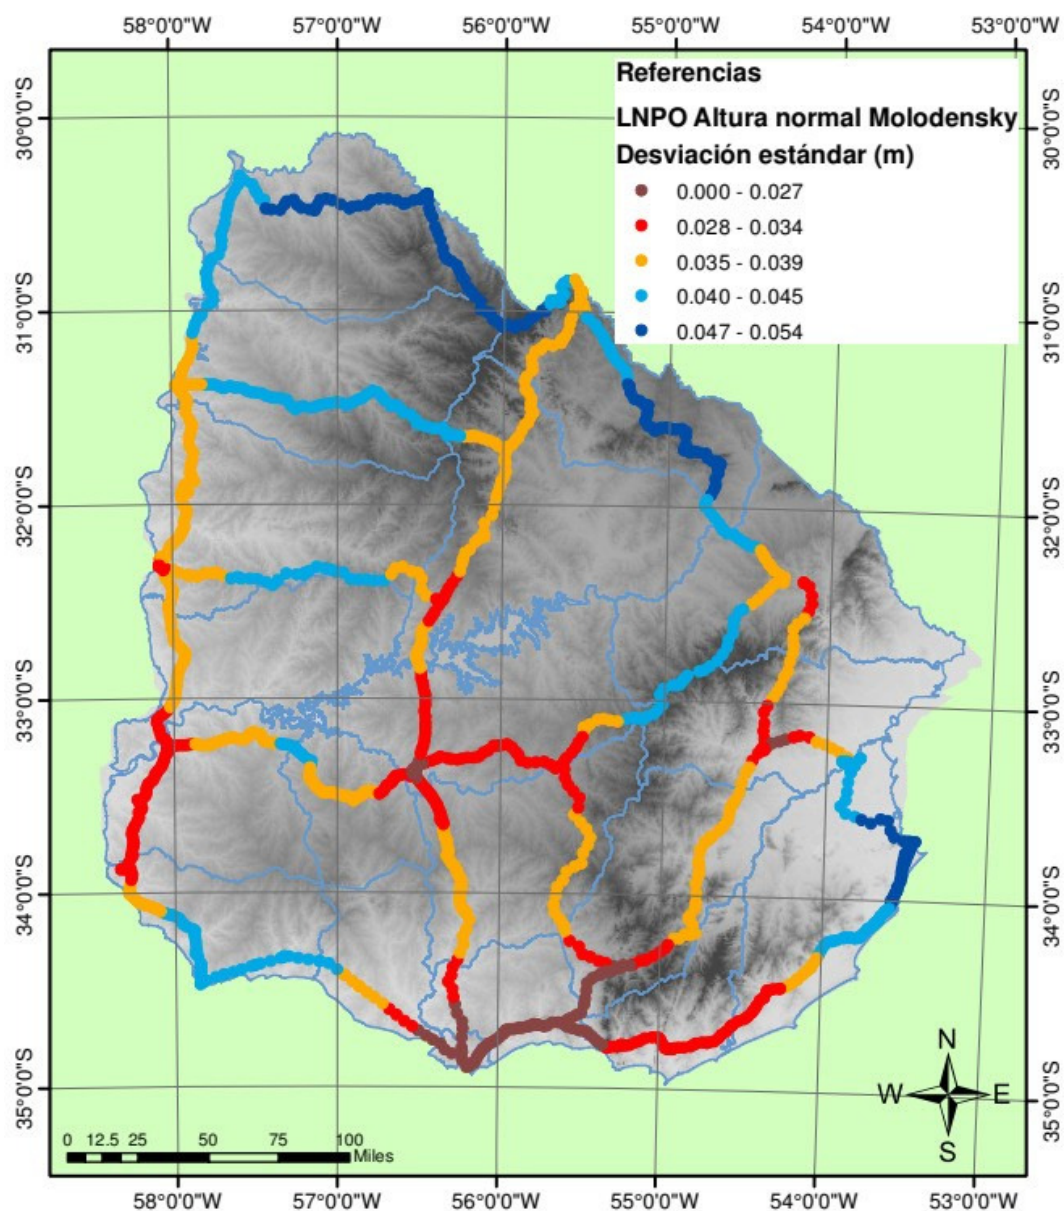 58°0'0"W 57°0'0"W 56°0'0"W 55°0'0"W 54°0'0"W 53°0'0"W
Referencias
LNPO Altura normal Molodensky
Desviación estándar (m)
0.000 - 0.027
0.028 - 0.034
0.035 - 0.039
0.040 - 0.045
0.047 - 0.054
30°0'0"S 30°0'0"S
31°0'0"S 31°0'0"S
32°0'0"S 32°0'0"S
33°0'0"S 33°0'0"S
34°0'0"S 34°0'0"S
35°0'0"S 35°0'0"S
N
W E
S
0 12.5 25 50 75 100
Miles
58°0'0"W 57°0'0"W 56°0'0"W 55°0'0"W 54°0'0"W 53°0'0"W